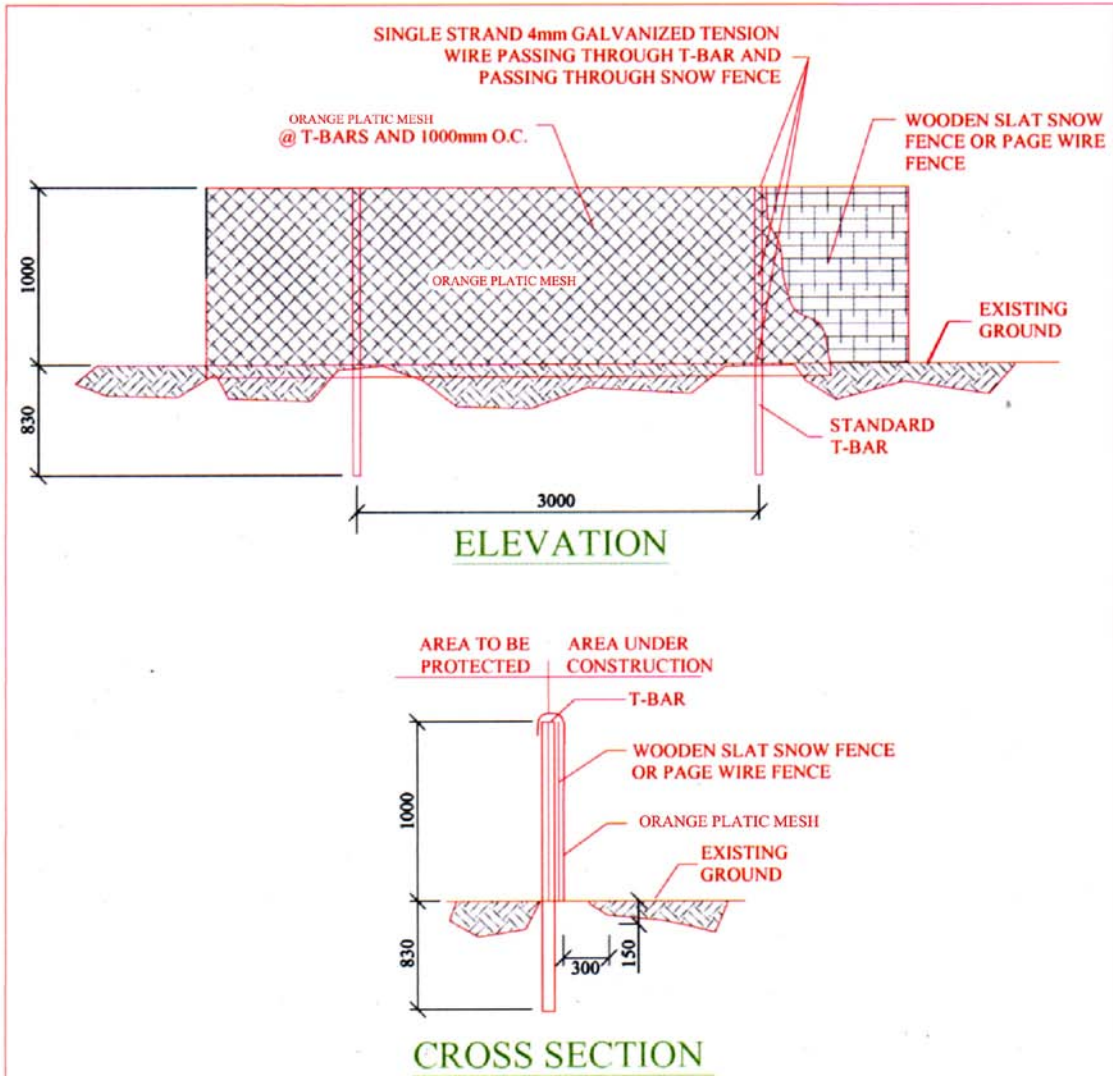 SINGLE STRAND 4mm GALVANIZED TENSION
WIRE PASSING THROUGH T-BAR AND
PASSING THROUGH SNOW FENCE
ORANGE PLATIC MESH
@ T-BARS AND 1000mm O.C.
WOODEN SLAT SNOW
FENCE OR PAGE WIRE
FENCE
1000
ORANGE PLATIC MESH
EXISTING
GROUND
830
STANDARD
T-BAR
3000
ELEVATION
AREA TO BE
PROTECTED
AREA UNDER
CONSTRUCTION
T-BAR
WOODEN SLAT SNOW FENCE
OR PAGE WIRE FENCE
1000
ORANGE PLATIC MESH
EXISTING
GROUND
830
300
150
CROSS SECTION